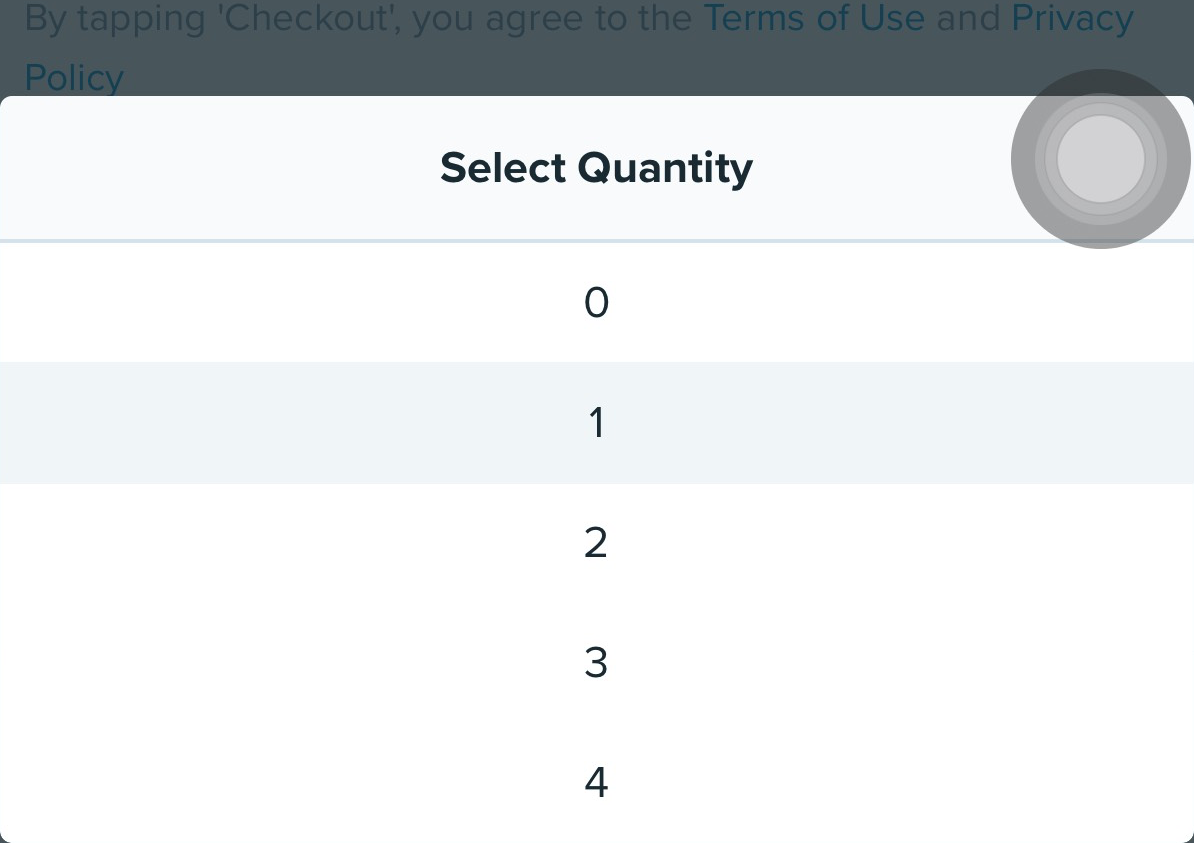 By tapping 'Checkout', you agree to the Terms of Use and Privacy
Policy
Select Quantity
0
1
2
3
4